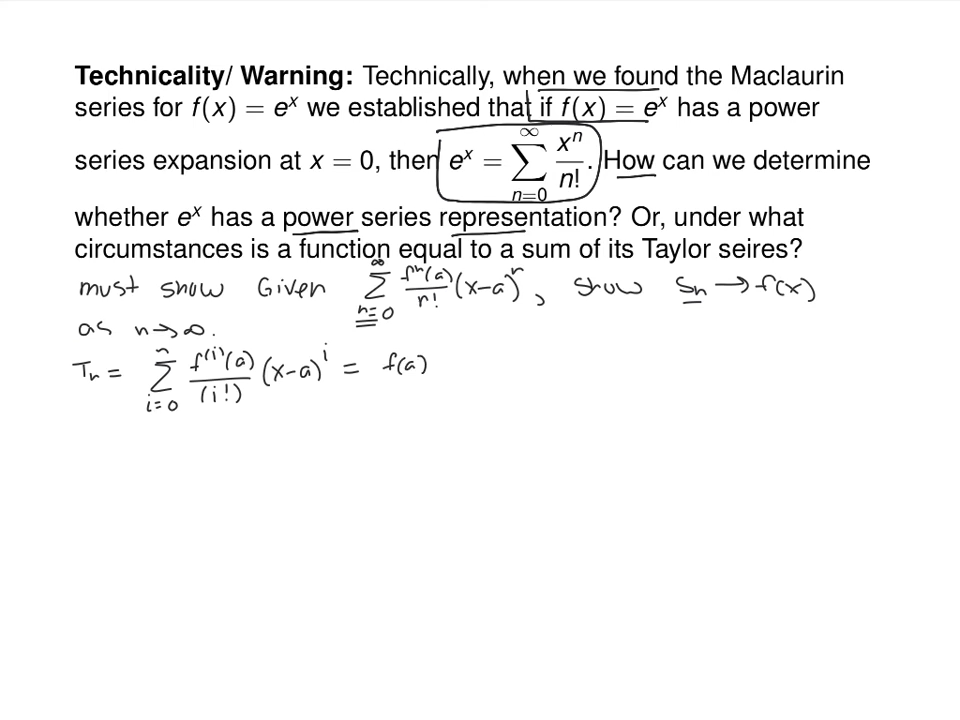 Technicality/ Warning: Technically, when we found the Maclaurin
series for f(x) = e^x we established that if f(x) = e^x has a power
series expansion at x = 0, then e^x = ∑_{n=0}^{∞} x^n/n!. How can we determine
whether e^x has a power series representation? Or, under what
circumstances is a function equal to a sum of its Taylor seires?
must show Given ∑_{n=0}^{∞} f^n(a)/n! (x-a)^n, show Sn → f(x)
as n→∞.
Tn = ∑_{i=0}^{n} f^{(i)}(a)/(i!) (x-a)^i = f(a)